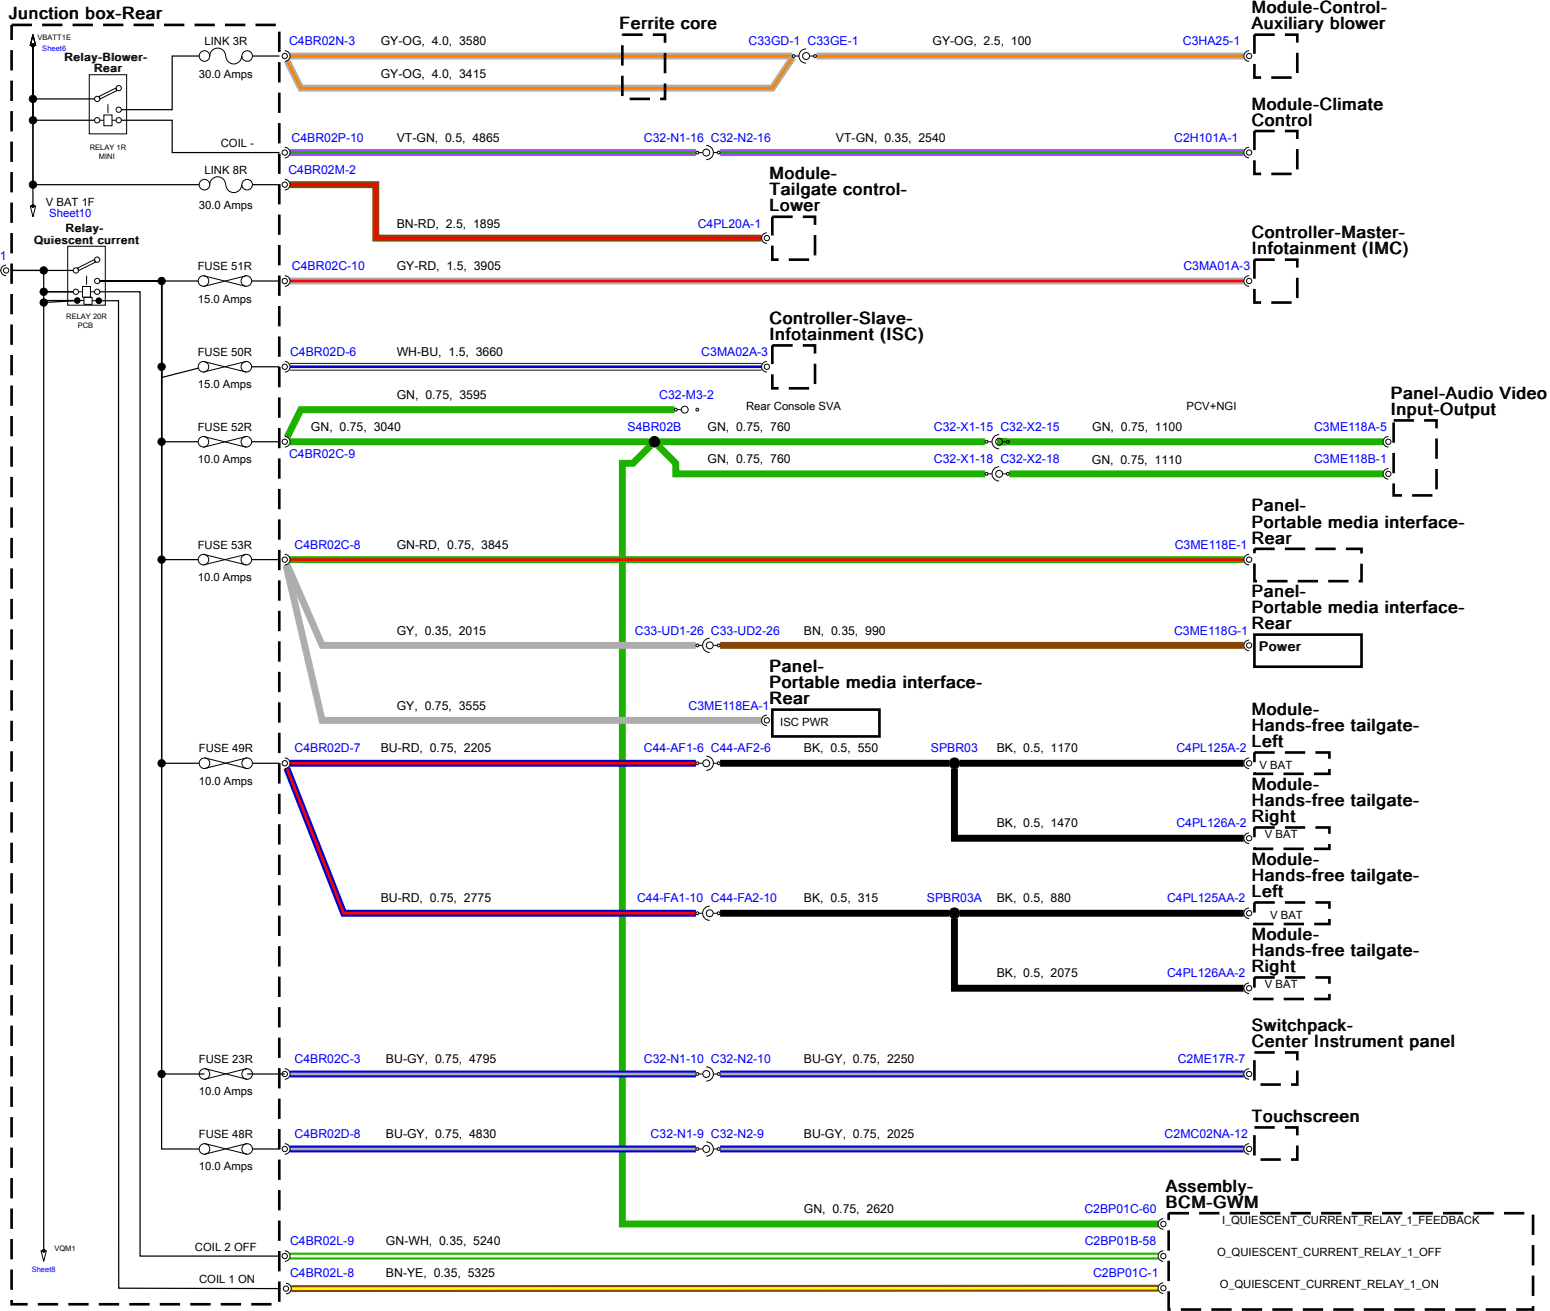 Junction box-Rear
VBATT1E
Sheet6
Relay-Blower-
Rear
RELAY 1R
MINI
LINK 3R
30.0 Amps
C4BR02N-3
GY-OG, 4.0, 3580
GY-OG, 4.0, 3415
Ferrite core
C33GD-1
C33GE-1
GY-OG, 2.5, 100
C3HA25-1
Module-Control-
Auxiliary blower
COIL -
C4BR02P-10
VT-GN, 0.5, 4865
C32-N1-16
C32-N2-16
VT-GN, 0.35, 2540
C2H101A-1
Module-Climate
Control
LINK 8R
30.0 Amps
C4BR02M-2
BN-RD, 2.5, 1895
C4PL20A-1
Module-
Tailgate control-
Lower
V BAT 1F
Sheet10
Relay-
Quiescent current
1
RELAY 20R
PCB
FUSE 51R
15.0 Amps
C4BR02C-10
GY-RD, 1.5, 3905
C3MA01A-3
Controller-Master-
Infotainment (IMC)
FUSE 50R
15.0 Amps
C4BR02D-6
WH-BU, 1.5, 3660
C3MA02A-3
Controller-Slave-
Infotainment (ISC)
GN, 0.75, 3595
C32-M3-2
Rear Console SVA
PCV+NGI
FUSE 52R
10.0 Amps
C4BR02C-9
GN, 0.75, 3040
S4BR02B
GN, 0.75, 760
C32-X1-15
C32-X2-15
GN, 0.75, 1100
C3ME118A-5
Panel-Audio Video
Input-Output
GN, 0.75, 760
C32-X1-18
C32-X2-18
GN, 0.75, 1110
C3ME118B-1
FUSE 53R
10.0 Amps
C4BR02C-8
GN-RD, 0.75, 3845
C3ME118E-1
Panel-
Portable media interface-
Rear
GY, 0.35, 2015
C33-UD1-26
C33-UD2-26
BN, 0.35, 990
C3ME118G-1
Panel-
Portable media interface-
Rear
Power
GY, 0.75, 3555
C3ME118EA-1
Panel-
Portable media interface-
Rear
ISC PWR
FUSE 49R
10.0 Amps
C4BR02D-7
BU-RD, 0.75, 2205
C44-AF1-6
C44-AF2-6
BK, 0.5, 550
SPBR03
BK, 0.5, 1170
C4PL125A-2
Module-
Hands-free tailgate-
Left
V BAT
BK, 0.5, 1470
C4PL126A-2
Module-
Hands-free tailgate-
Right
V BAT
BU-RD, 0.75, 2775
C44-FA1-10
C44-FA2-10
BK, 0.5, 315
SPBR03A
BK, 0.5, 880
C4PL125AA-2
Module-
Hands-free tailgate-
Left
V BAT
BK, 0.5, 2075
C4PL126AA-2
Module-
Hands-free tailgate-
Right
V BAT
FUSE 23R
10.0 Amps
C4BR02C-3
BU-GY, 0.75, 4795
C32-N1-10
C32-N2-10
BU-GY, 0.75, 2250
C2ME17R-7
Switchpack-
Center Instrument panel
FUSE 48R
10.0 Amps
C4BR02D-8
BU-GY, 0.75, 4830
C32-N1-9
C32-N2-9
BU-GY, 0.75, 2025
C2MC02NA-12
Touchscreen
Assembly-
BCM-GWM
GN, 0.75, 2620
C2BP01C-60
I_QUIESCENT_CURRENT_RELAY_1_FEEDBACK
VQM1
Sheet8
COIL 2 OFF
C4BR02L-9
GN-WH, 0.35, 5240
C2BP01B-58
O_QUIESCENT_CURRENT_RELAY_1_OFF
COIL 1 ON
C4BR02L-8
BN-YE, 0.35, 5325
C2BP01C-1
O_QUIESCENT_CURRENT_RELAY_1_ON